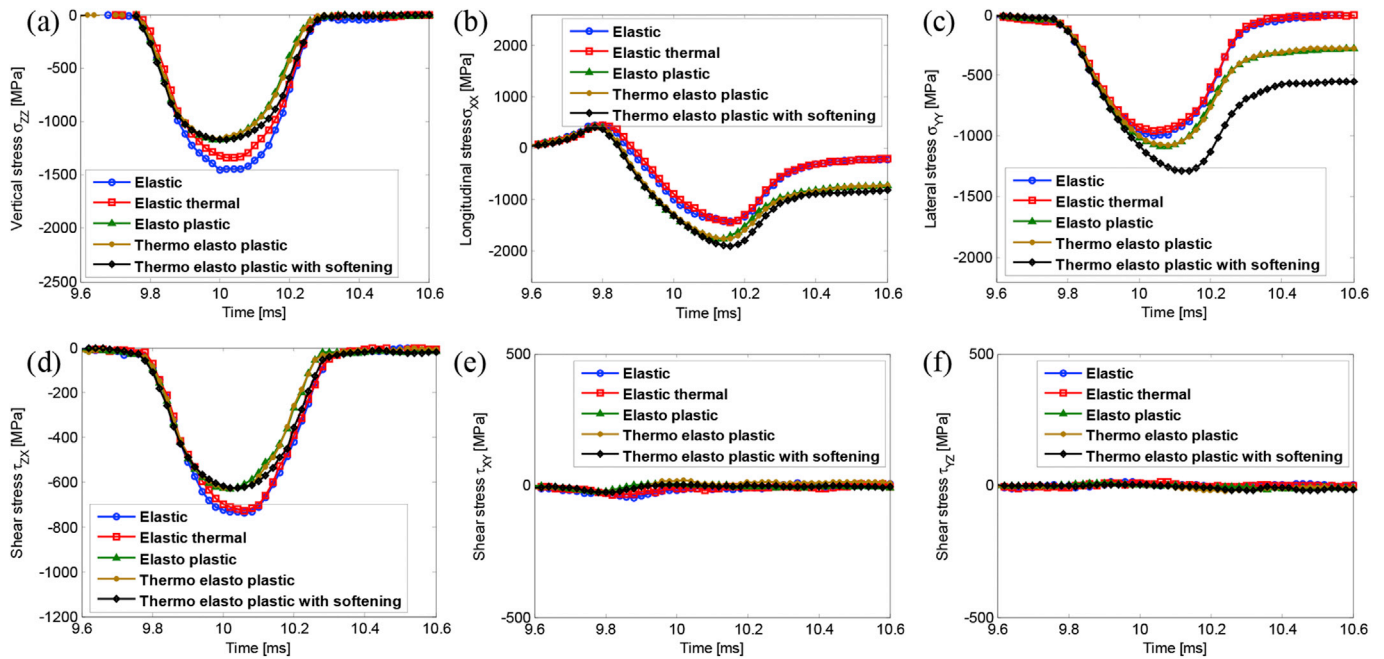 (a)
Vertical stress σZZ [MPa]
0
-500
-1000
-1500
-2000
-2500
Elastic
Elastic thermal
Elasto plastic
Thermo elasto plastic
Thermo elasto plastic with softening
9.6 9.8 10 10.2 10.4 10.6
Time [ms]
(b)
Longitudinal stressσXX [MPa]
2000
1000
0
-1000
-2000
Elastic
Elastic thermal
Elasto plastic
Thermo elasto plastic
Thermo elasto plastic with softening
9.6 9.8 10 10.2 10.4 10.6
Time [ms]
(c)
Lateral stress σYY [MPa]
0
-500
-1000
-1500
-2000
Elastic
Elastic thermal
Elasto plastic
Thermo elasto plastic
Thermo elasto plastic with softening
9.6 9.8 10 10.2 10.4 10.6
Time [ms]
(d)
Shear stress τZX [MPa]
0
-200
-400
-600
-800
-1000
-1200
Elastic
Elastic thermal
Elasto plastic
Thermo elasto plastic
Thermo elasto plastic with softening
9.6 9.8 10 10.2 10.4 10.6
Time [ms]
(e)
Shear stress τXY [MPa]
500
0
-500
Elastic
Elastic thermal
Elasto plastic
Thermo elasto plastic
Thermo elasto plastic with softening
9.6 9.8 10 10.2 10.4 10.6
Time [ms]
(f)
Shear stress τYZ [MPa]
500
0
-500
Elastic
Elastic thermal
Elasto plastic
Thermo elasto plastic
Thermo elasto plastic with softening
9.6 9.8 10 10.2 10.4 10.6
Time [ms]